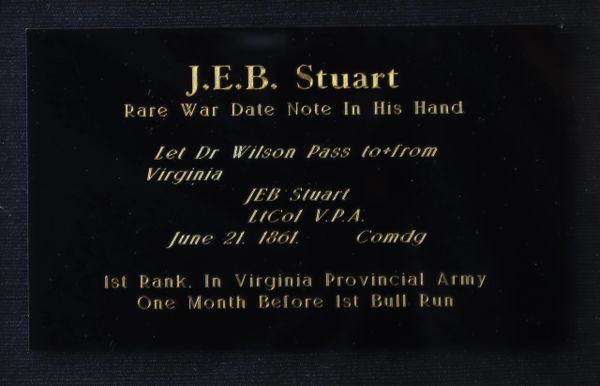 J.E.B. Stuart
Rare War Date Note In His Hand
Let Dr Wilson Pass to+from
Virginia
JEB Stuart
LtCol V.P.A.
June 21. 1861. Comdg
1st Rank, In Virginia Provincial Army
One Month Before 1st Bull Run